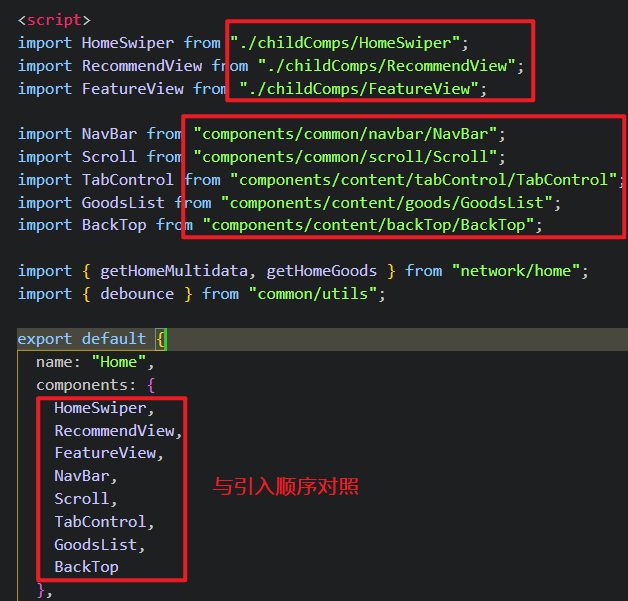 <script>
import HomeSwiper from "./childComps/HomeSwiper";
import RecommendView from "./childComps/RecommendView";
import FeatureView from "./childComps/FeatureView";
import NavBar from "components/common/navbar/NavBar";
import Scroll from "components/common/scroll/Scroll";
import TabControl from "components/content/tabControl/TabControl";
import GoodsList from "components/content/goods/GoodsList";
import BackTop from "components/content/backTop/BackTop";
import { getHomeMultidata, getHomeGoods } from "network/home";
import { debounce } from "common/utils";
export default {
name: "Home",
components: {
HomeSwiper,
RecommendView,
FeatureView,
NavBar,
Scroll,
TabControl,
GoodsList,
BackTop
},
与引入顺序对照